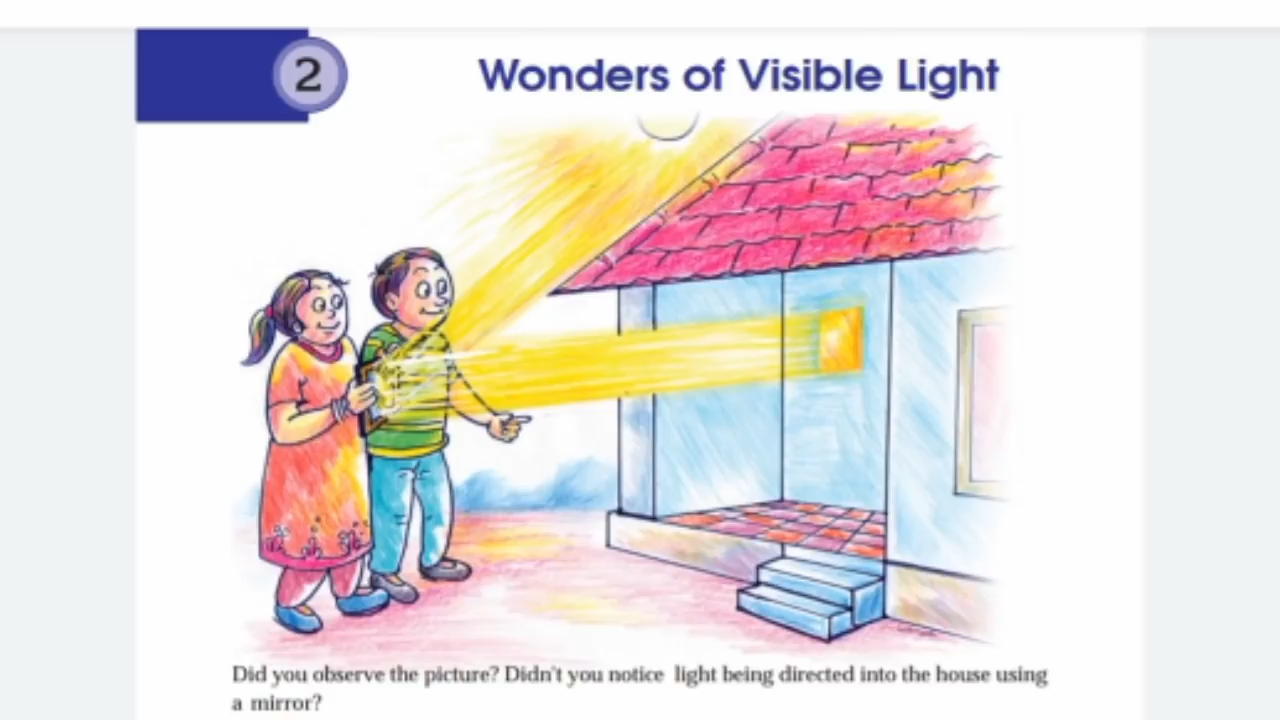 2
Wonders of Visible Light
Did you observe the picture? Didn't you notice light being directed into the house using
a mirror?